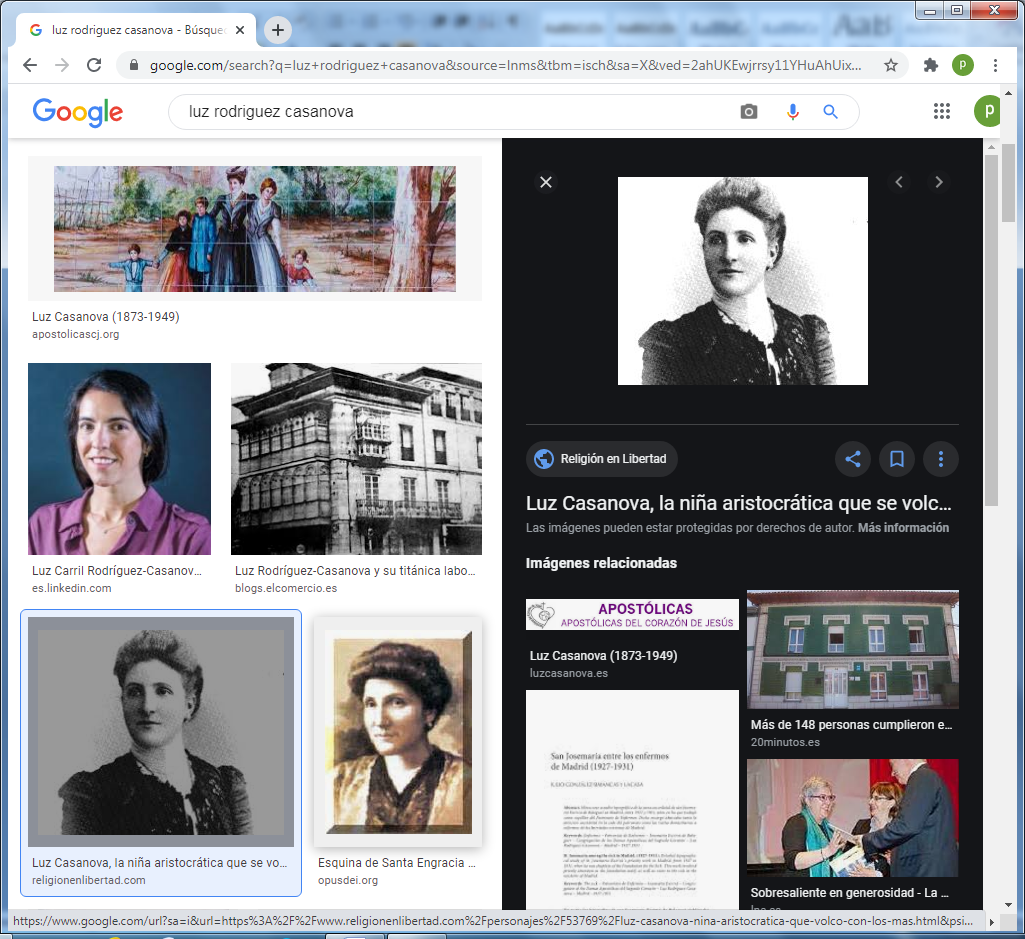 luz rodriguez casanova - Búsque
google.com/search?q=luz+rodriguez+casanova&source=lnms&tbm=isch&sa=X&ved=2ahUKEwjrrsy11YHuAhUix...
P
Google
luz rodriguez casanova
p
Luz Casanova (1873-1949)
apostolicascj.org
Luz Carril Rodríguez-Casanov...
es.linkedin.com
Luz Rodríguez-Casanova y su titánica labo...
blogs.elcomercio.es
Luz Casanova, la niña aristocrática que se vo...
religionenlibertad.com
Esquina de Santa Engracia ...
opusdei.org
Religión en Libertad
Luz Casanova, la niña aristocrática que se volc...
Las imágenes pueden estar protegidas por derechos de autor. Más información
Imágenes relacionadas
APOSTÓLICAS
APOSTÓLICAS DEL CORAZÓN DE JESÚS
Luz Casanova (1873-1949)
luzcasanova.es
Más de 148 personas cumplieron e...
20minutos.es
San Josemaría entre los enfermos
de Madrid (1927-1931)
Sobresaliente en generosidad - La ...
https://www.google.com/url?sa=i&url=https%3A%2F%2Fwww.religionenlibertad.com%2Fpersonajes%2F53769%2Fluz-casanova-nina-aristocratica-que-volco-con-los-mas.html&psi...